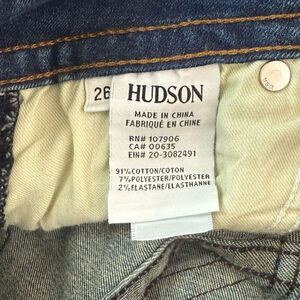 26
HUDSON
MADE IN CHINA
FABRIQUÉ EN CHINE
RN# 107906
CA# 00635
EIN# 20-3082491
91%COTTON/COTON
7%POLYESTER/POLYESTER
2%ELASTANE/ELASTHANNE